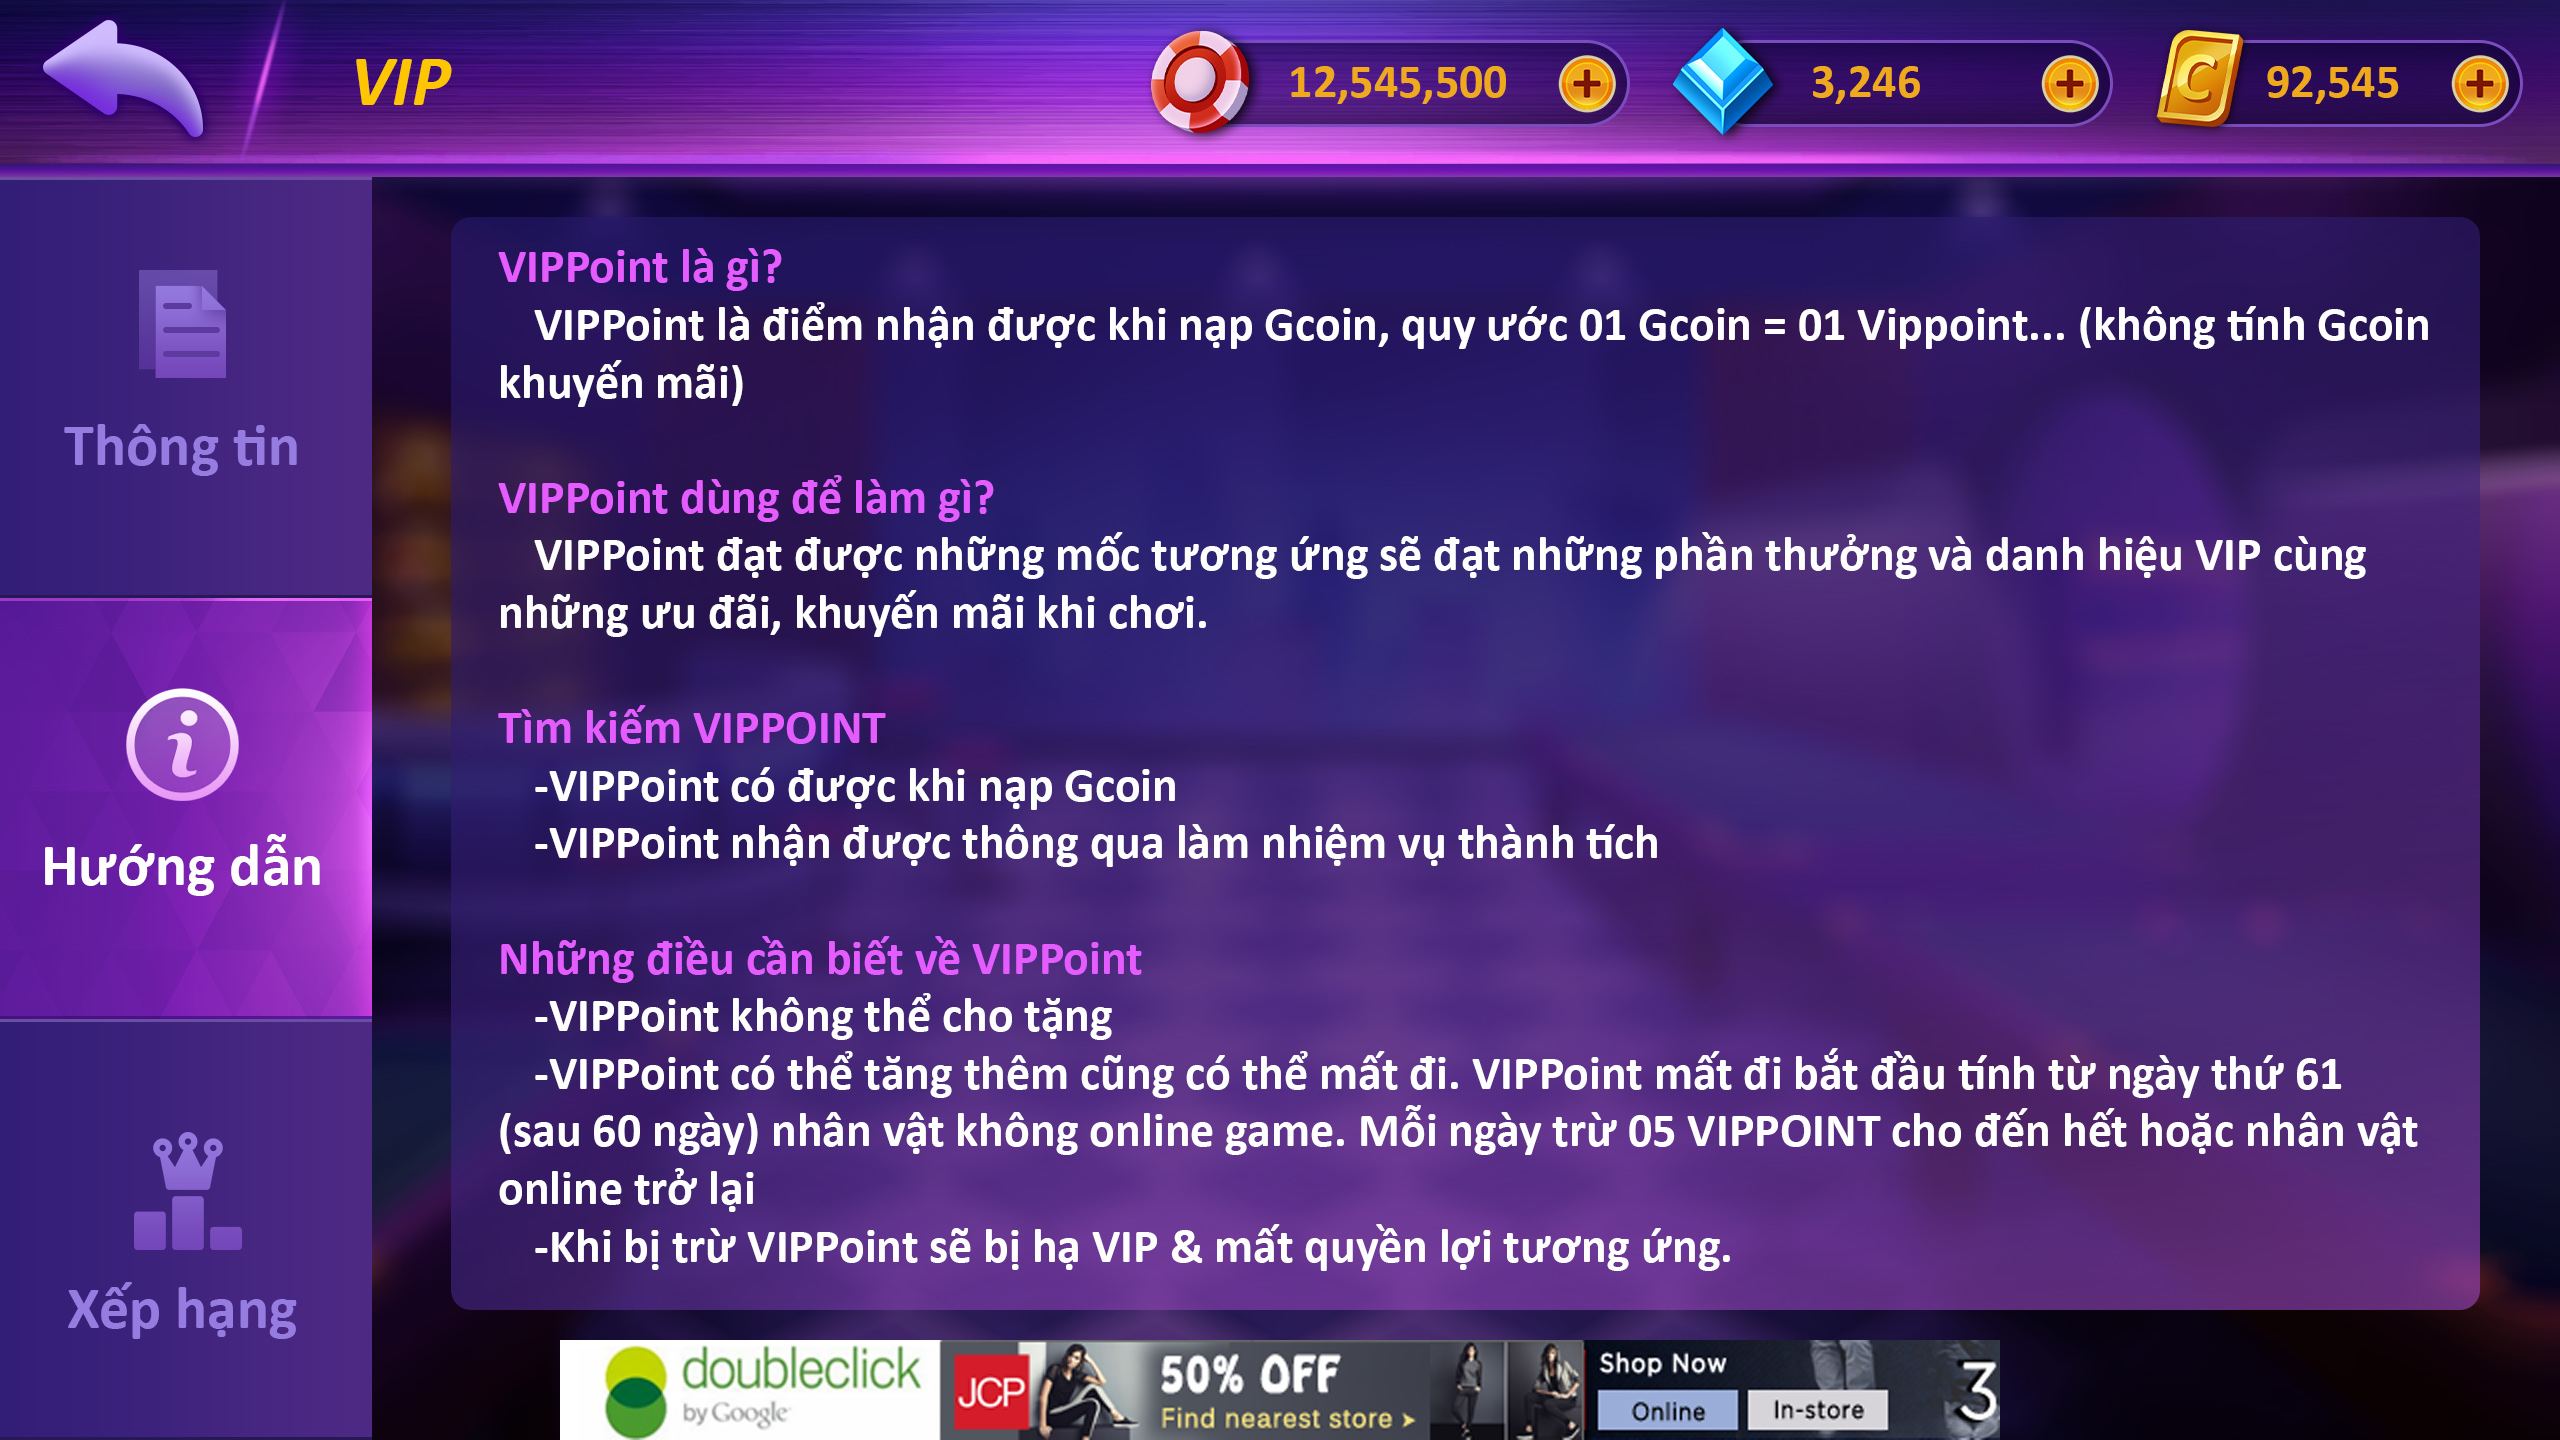 VIP
12,545,500
3,246
C
92,545
Thông tin
Hướng dẫn
Xếp hạng
VIPPoint là gì?
VIPPoint là điểm nhận được khi nạp Gcoin, quy ước 01 Gcoin = 01 Vippoint... (không tính Gcoin
khuyến mãi)
VIPPoint dùng để làm gì?
VIPPoint đạt được những mốc tương ứng sẽ đạt những phần thưởng và danh hiệu VIP cùng
những ưu đãi, khuyến mãi khi chơi.
Tìm kiếm VIPPOINT
-VIPPoint có được khi nạp Gcoin
-VIPPoint nhận được thông qua làm nhiệm vụ thành tích
Những điều cần biết về VIPPoint
-VIPPoint không thể cho tặng
-VIPPoint có thể tăng thêm cũng có thể mất đi. VIPPoint mất đi bắt đầu tính từ ngày thứ 61
(sau 60 ngày) nhân vật không online game. Mỗi ngày trừ 05 VIPPOINT cho đến hết hoặc nhân vật
online trở lại
-Khi bị trừ VIPPoint sẽ bị hạ VIP & mất quyền lợi tương ứng.
doubleclick
by Google
JCP
50% OFF
Find nearest store >
Shop Now
Online
In-store
3